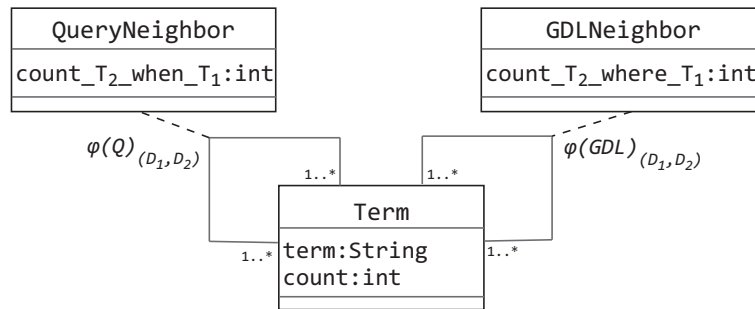 QueryNeighbor
count_T₂_when_T₁:int
GDLNeighbor
count_T₂_where_T₁:int
φ(Q)(D₁,D₂)
φ(GDL)(D₁,D₂)
1..*
1..*
Term
1..*
1..*
term:String
count:int